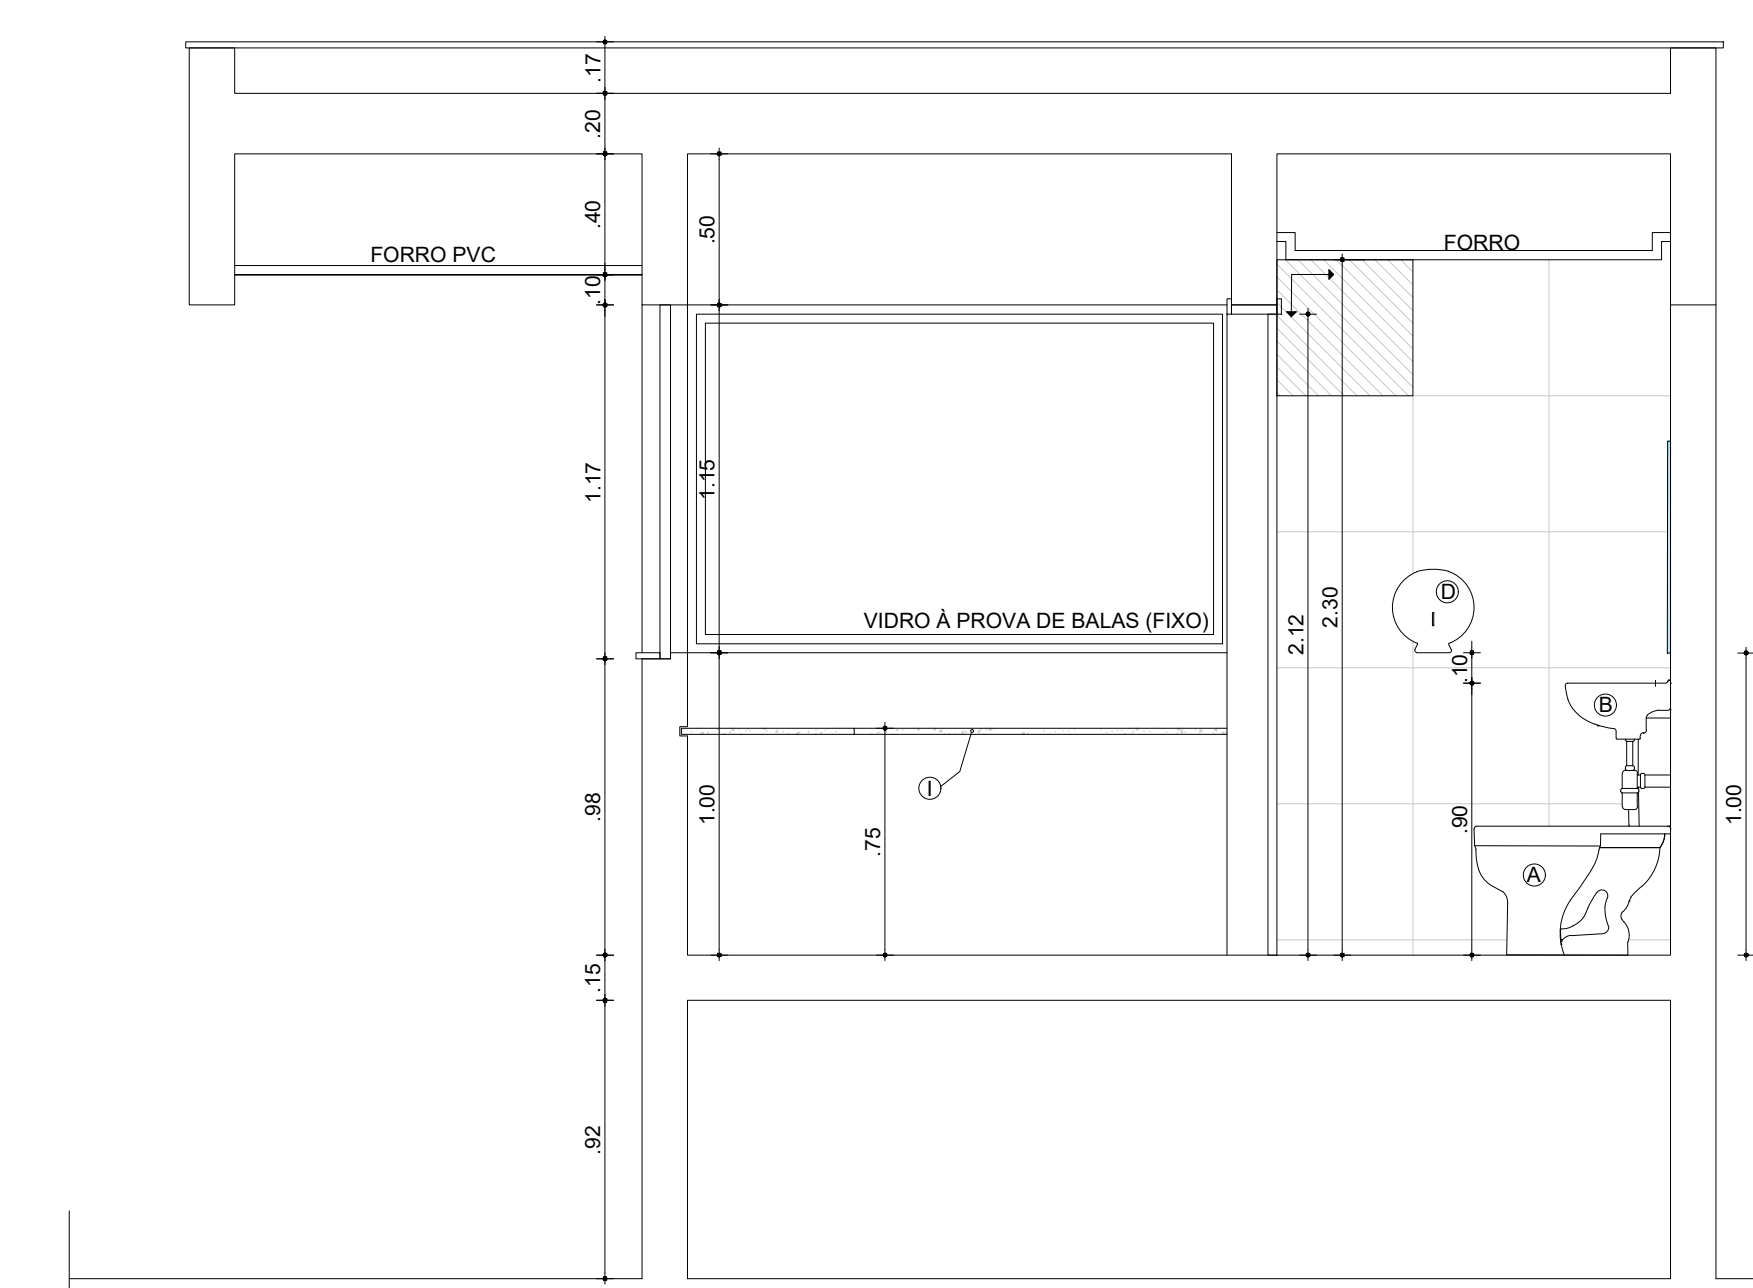 .17
.20
.40
.50
FORRO PVC
FORRO
.10
1.17
1.15
VIDRO À PROVA DE BALAS (FIXO)
2.12
2.30
D
I
.10
B
I
.98
1.00
.75
.90
1.00
A
.15
.92